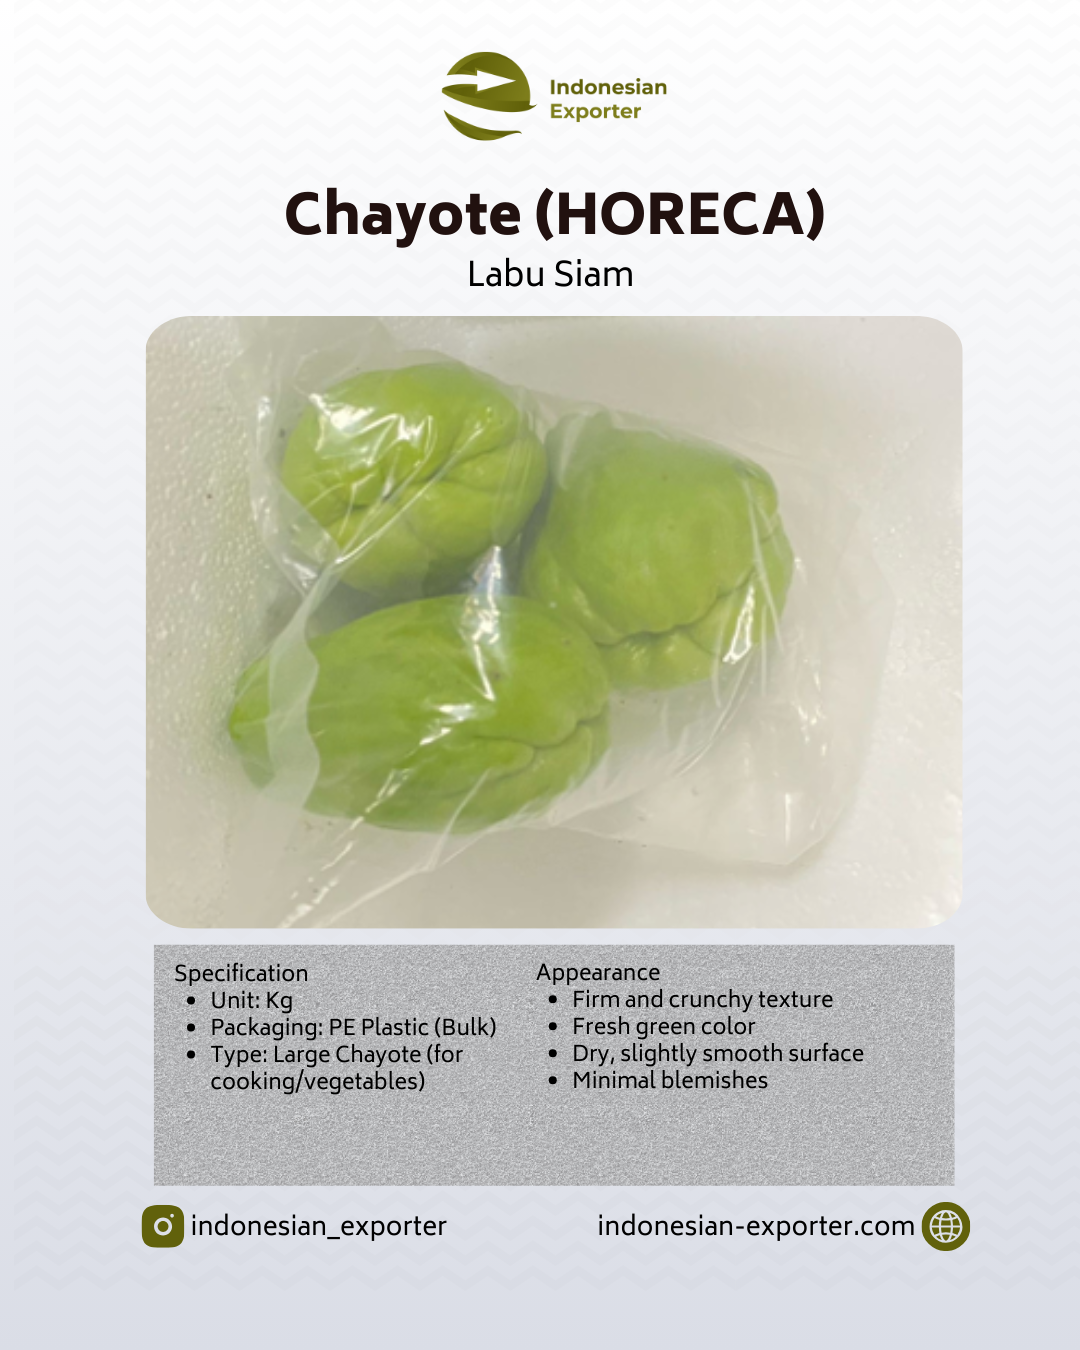 Indonesian
Exporter
Chayote (HORECA)
Labu Siam
Specification
• Unit: Kg
• Packaging: PE Plastic (Bulk)
• Type: Large Chayote (for
cooking/vegetables)
Appearance
• Firm and crunchy texture
• Fresh green color
• Dry, slightly smooth surface
• Minimal blemishes
indonesian_exporter
indonesian-exporter.com